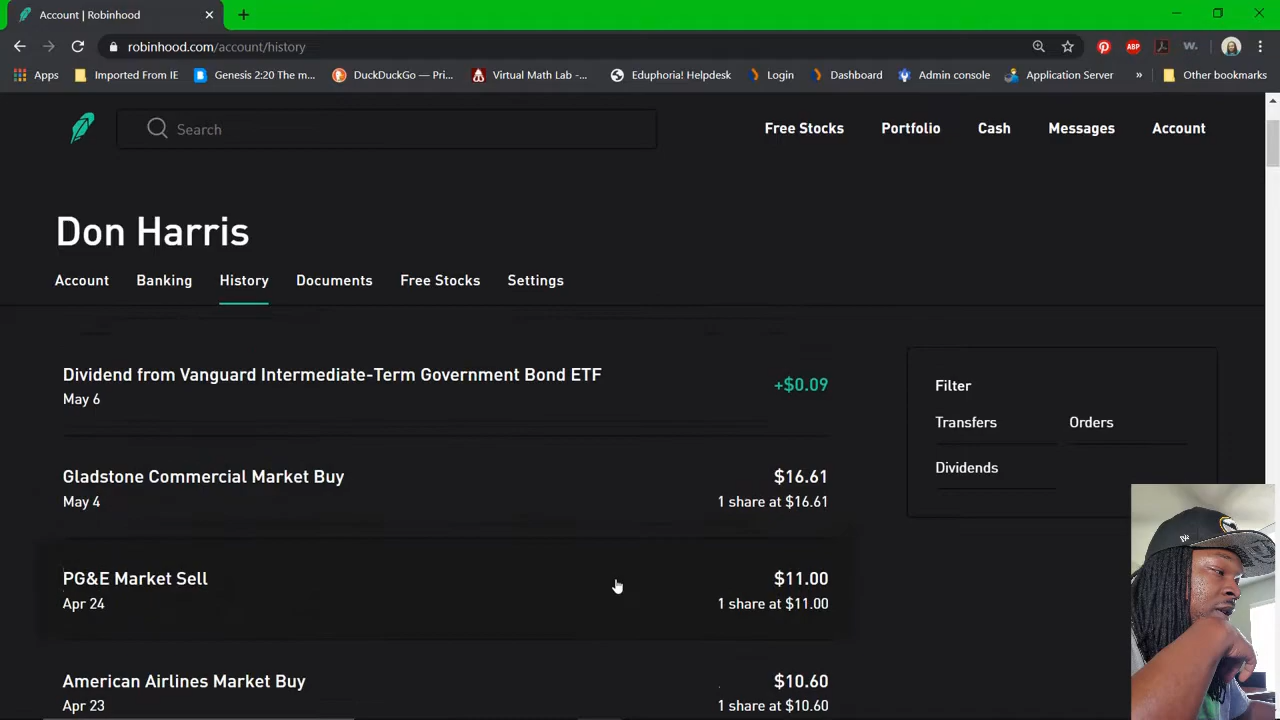 Account | Robinhood
robinhood.com/account/history
Apps
Imported From IE
Genesis 2:20 The m...
DuckDuckGo — Pri...
Virtual Math Lab -...
Eduphoria! Helpdesk
Login
Dashboard
Admin console
Application Server
»
Other bookmarks
ABP
W.
Search
Free Stocks
Portfolio
Cash
Messages
Account
Don Harris
Account
Banking
History
Documents
Free Stocks
Settings
Dividend from Vanguard Intermediate-Term Government Bond ETF
May 6
+$0.09
Gladstone Commercial Market Buy
May 4
$16.61
1 share at $16.61
PG&E Market Sell
Apr 24
$11.00
1 share at $11.00
American Airlines Market Buy
Apr 23
$10.60
1 share at $10.60
Filter
Transfers
Orders
Dividends